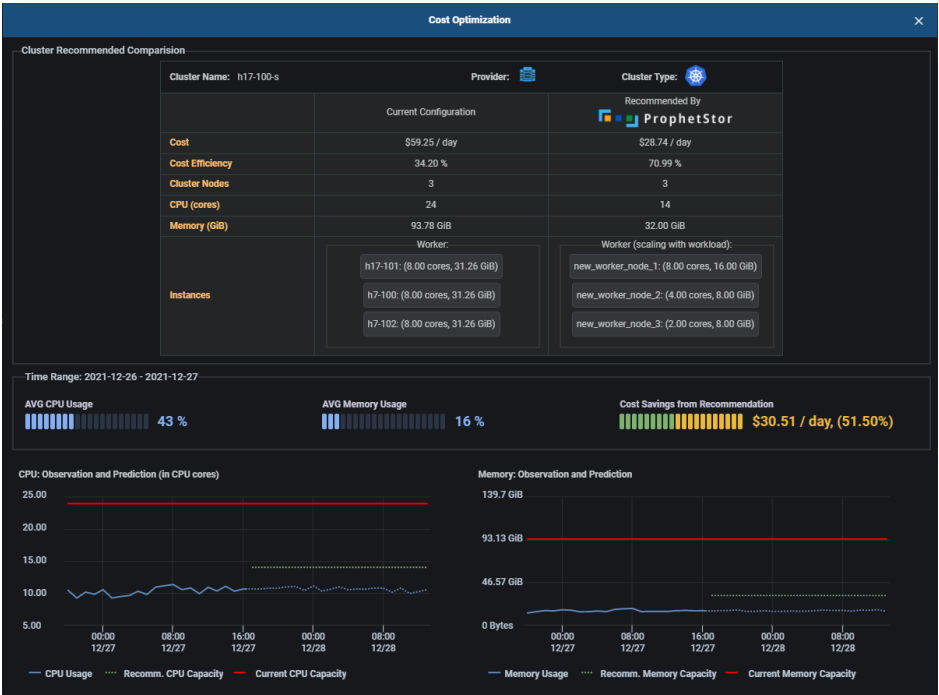 Cost Optimization
Cluster Recommended Comparision
Cluster Name: h17-100-s Provider: Cluster Type:
Current Configuration
Recommended By
ProphetStor
Cost $59.25 / day $28.74 / day
Cost Efficiency 34.20 % 70.99 %
Cluster Nodes 3 3
CPU (cores) 24 14
Memory (GiB) 93.78 GiB 32.00 GiB
Instances
Worker:
h17-101: (8.00 cores, 31.26 GiB)
h7-100: (8.00 cores, 31.26 GiB)
h7-102: (8.00 cores, 31.26 GiB)
Worker (scaling with workload):
new_worker_node_1: (8.00 cores, 16.00 GiB)
new_worker_node_2: (4.00 cores, 8.00 GiB)
new_worker_node_3: (2.00 cores, 8.00 GiB)
Time Range: 2021-12-26 - 2021-12-27
AVG CPU Usage
43 %
AVG Memory Usage
16 %
Cost Savings from Recommendation
$30.51 / day, (51.50%)
CPU: Observation and Prediction (in CPU cores)
25.00
20.00
15.00
10.00
5.00
00:00 08:00 16:00 00:00 08:00
12/27 12/27 12/27 12/28 12/28
CPU Usage Recomm. CPU Capacity Current CPU Capacity
Memory: Observation and Prediction
139.7 GiB
93.13 GiB
46.57 GiB
0 Bytes
00:00 08:00 16:00 00:00 08:00
12/27 12/27 12/27 12/28 12/28
Memory Usage Recomm. Memory Capacity Current Memory Capacity